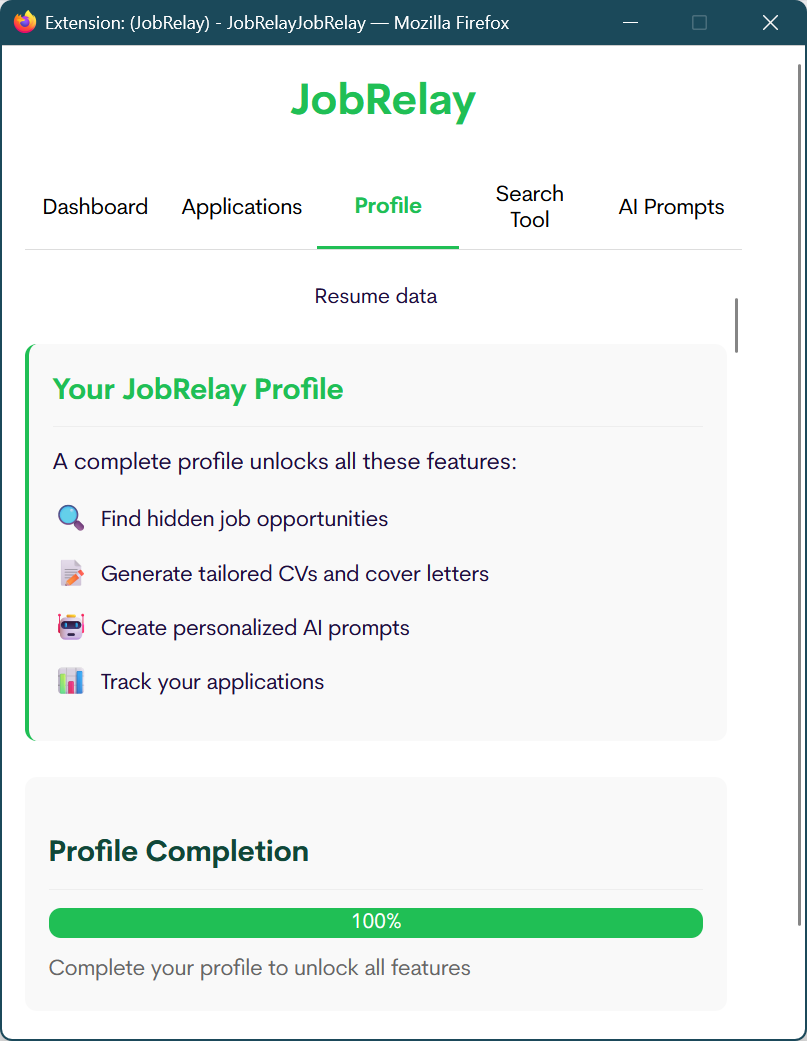 Extension: (JobRelay) - JobRelayJobRelay — Mozilla Firefox
JobRelay
Dashboard
Applications
Profile
Search
Tool
AI Prompts
Resume data
Your JobRelay Profile
A complete profile unlocks all these features:
Find hidden job opportunities
Generate tailored CVs and cover letters
Create personalized AI prompts
Track your applications
Profile Completion
100%
Complete your profile to unlock all features